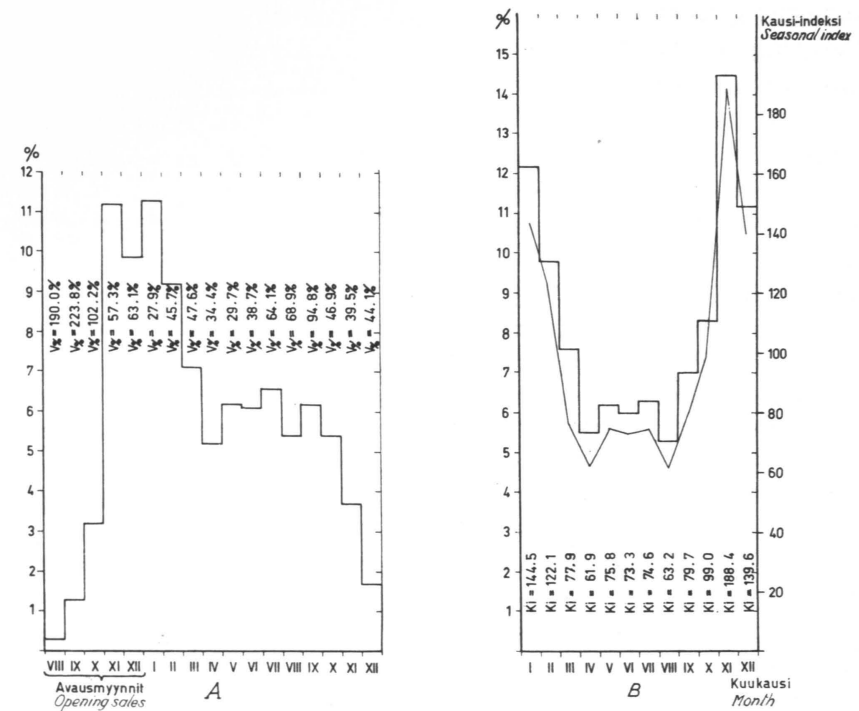 %
12
11
10
9
8
7
6
5
4
3
2
1
V%=190.0%
V%=223.8%
V%=102.2%
V%=57.3%
V%=63.1%
V%=27.9%
V%=45.7%
V%=47.6%
V%=34.4%
V%=29.7%
V%=38.7%
V%=64.1%
V%=68.9%
V%=94.8%
V%=46.9%
V%=39.5%
V%=44.1%
VIII IX X XI XII I II III IV V VI VII VIII IX X XI XII
Avausmyynnit
Opening sales
A
%
16
15
14
13
12
11
10
9
8
7
6
5
4
3
2
1
Kausi-indeksi
Seasonal index
180
160
140
120
100
80
60
40
20
Ki=144.5
Ki=122.1
Ki=77.9
Ki=61.9
Ki=75.8
Ki=73.3
Ki=74.6
Ki=63.2
Ki=79.7
Ki=99.0
Ki=188.4
Ki=139.6
I II III IV V VI VII VIII IX X XI XII
B
Kuukausi
Month